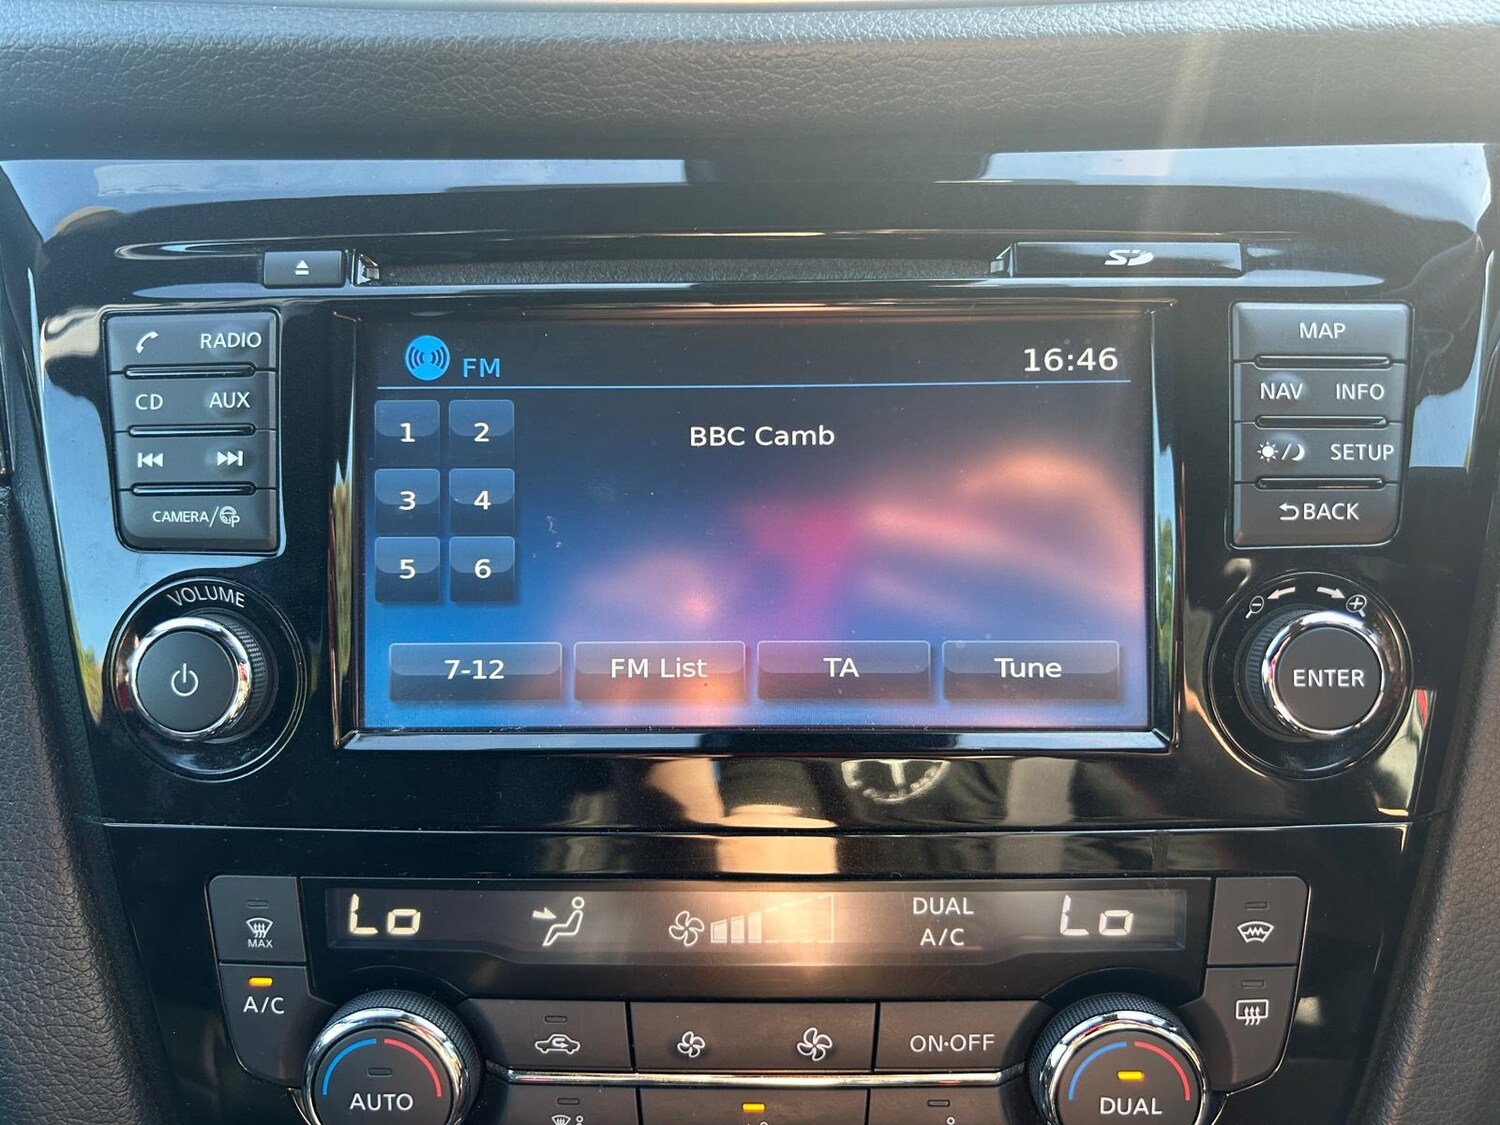 SD
RADIO
CD AUX
CAMERA/
VOLUME
FM
16:46
BBC Camb
1 2
3 4
5 6
7-12 FM List TA Tune
MAP
NAV INFO
SETUP
BACK
ENTER
Lo
DUAL
A/C
Lo
MAX
A/C
AUTO
ON·OFF
DUAL